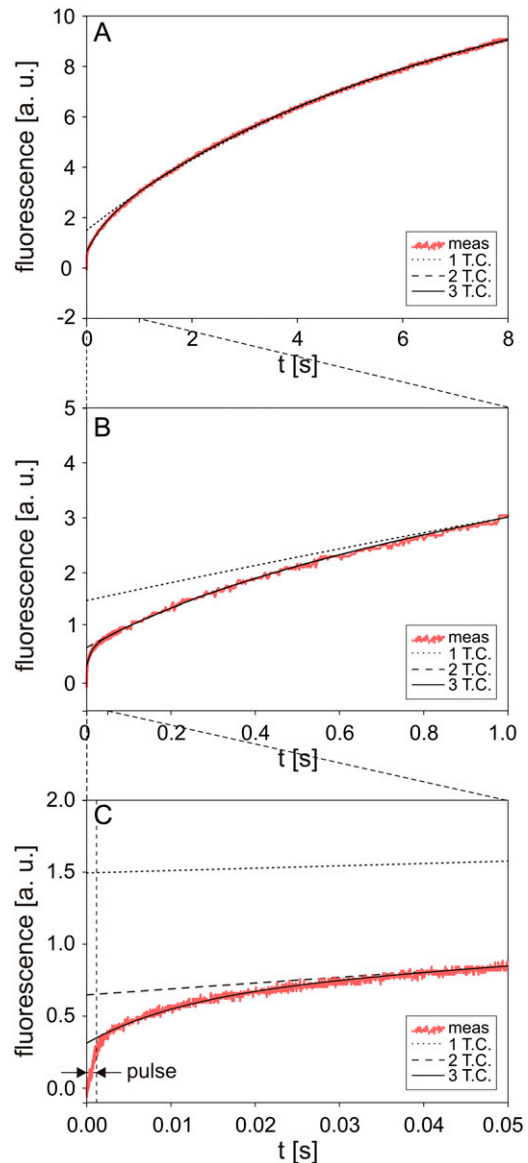 A
10
8
6
4
2
0
-2
fluorescence [a. u.]
meas
1 T.C.
2 T.C.
3 T.C.
0 2 4 6 8
t [s]
B
5
4
3
2
1
0
fluorescence [a. u.]
meas
1 T.C.
2 T.C.
3 T.C.
0 0.2 0.4 0.6 0.8 1.0
t [s]
C
2.0
1.5
1.0
0.5
0.0
fluorescence [a. u.]
pulse
meas
1 T.C.
2 T.C.
3 T.C.
0.00 0.01 0.02 0.03 0.04 0.05
t [s]